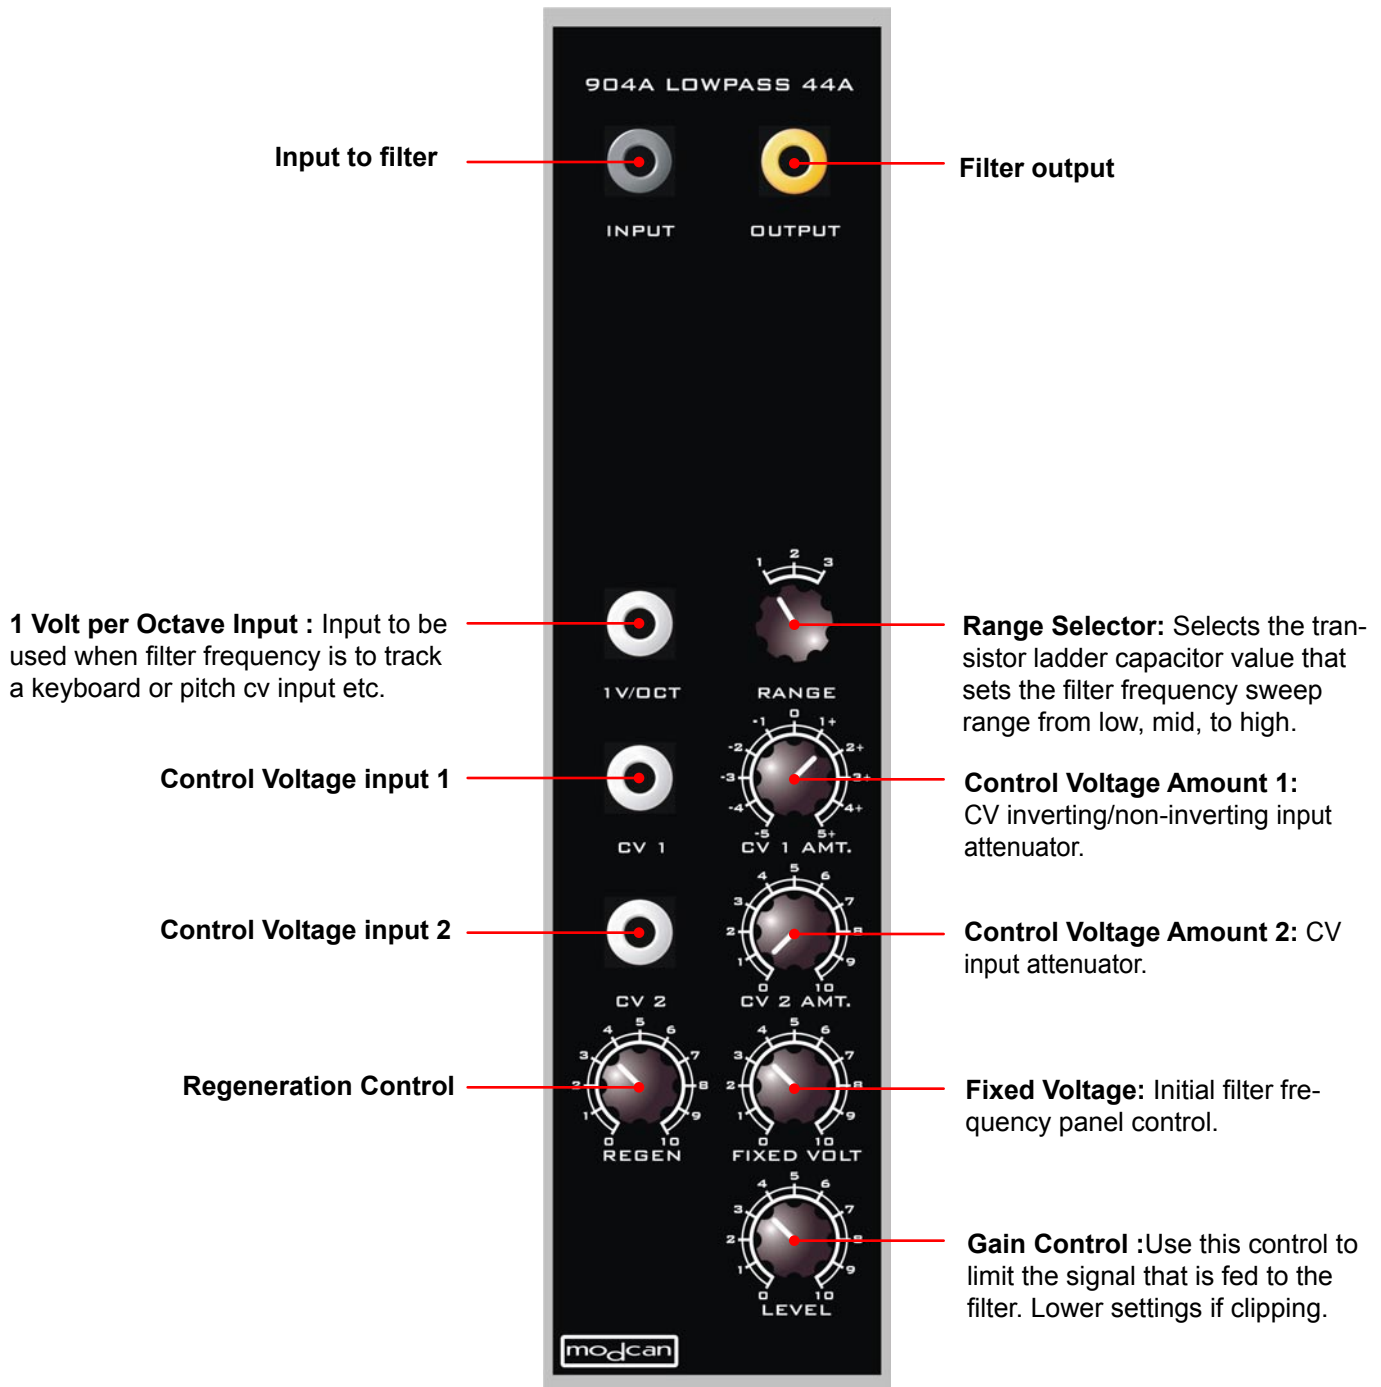 904A LOWPASS 44A
Input to filter
Filter output
INPUT
OUTPUT
1 2 3
1 Volt per Octave Input : Input to be
used when filter frequency is to track
a keyboard or pitch cv input etc.
Range Selector: Selects the tran-
sistor ladder capacitor value that
sets the filter frequency sweep
range from low, mid, to high.
1V/OCT
RANGE
-5 -4 -3 -2 -1 0 1+ 2+ 3+ 4+ 5+
Control Voltage input 1
Control Voltage Amount 1:
CV inverting/non-inverting input
attenuator.
CV 1
CV 1 AMT.
0 1 2 3 4 5 6 7 8 9 10
Control Voltage input 2
Control Voltage Amount 2: CV
input attenuator.
CV 2
CV 2 AMT.
0 1 2 3 4 5 6 7 8 9 10
0 1 2 3 4 5 6 7 8 9 10
Regeneration Control
Fixed Voltage: Initial filter fre-
quency panel control.
REGEN
FIXED VOLT
0 1 2 3 4 5 6 7 8 9 10
Gain Control :Use this control to
limit the signal that is fed to the
filter. Lower settings if clipping.
LEVEL
modcan